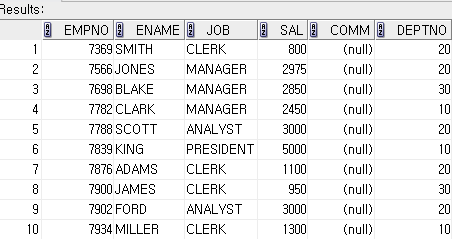 Results:
EMPNO ENAME JOB SAL COMM DEPTNO
1 7369 SMITH CLERK 800 (null) 20
2 7566 JONES MANAGER 2975 (null) 20
3 7698 BLAKE MANAGER 2850 (null) 30
4 7782 CLARK MANAGER 2450 (null) 10
5 7788 SCOTT ANALYST 3000 (null) 20
6 7839 KING PRESIDENT 5000 (null) 10
7 7876 ADAMS CLERK 1100 (null) 20
8 7900 JAMES CLERK 950 (null) 30
9 7902 FORD ANALYST 3000 (null) 20
10 7934 MILLER CLERK 1300 (null) 10